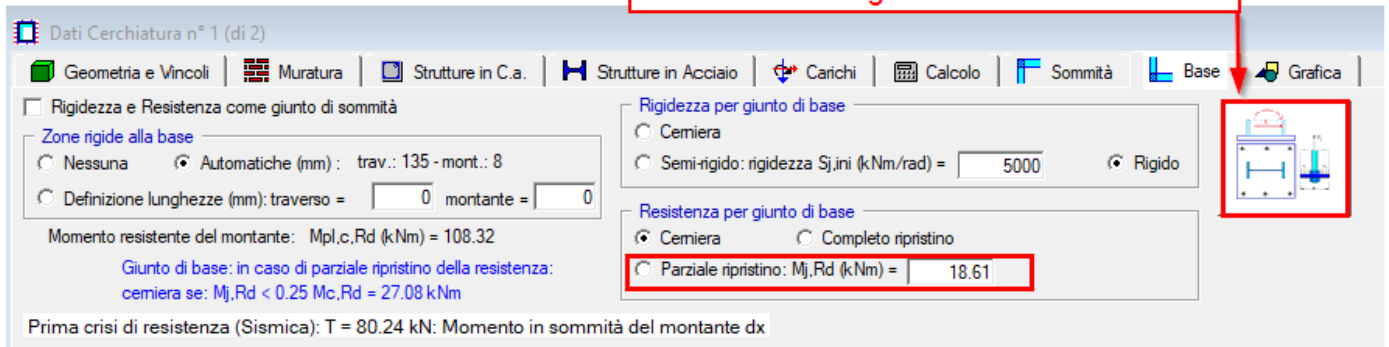 Dati Cerchiatura n° 1 (di 2)
Geometria e Vincoli Muratura Strutture in C.a. Strutture in Acciaio Carichi Calcolo Sommità Base Grafica
Rigidezza e Resistenza come giunto di sommità
Zone rigide alla base
Nessuna Automatiche (mm) : trav.: 135 - mont.: 8
Definizione lunghezze (mm): traverso = 0 montante = 0
Momento resistente del montante: Mpl,c,Rd (kNm) = 108.32
Giunto di base: in caso di parziale ripristino della resistenza:
cerniera se: Mj,Rd < 0.25 Mc,Rd = 27.08 kNm
Rigidezza per giunto di base
Cerniera
Semi-rigido: rigidezza Sj,ini (kNm/rad) = 5000 Rigido
Resistenza per giunto di base
Cerniera Completo ripristino
Parziale ripristino: Mj,Rd (kNm) = 18.61
Prima crisi di resistenza (Sismica): T = 80.24 kN: Momento in sommità del montante dx